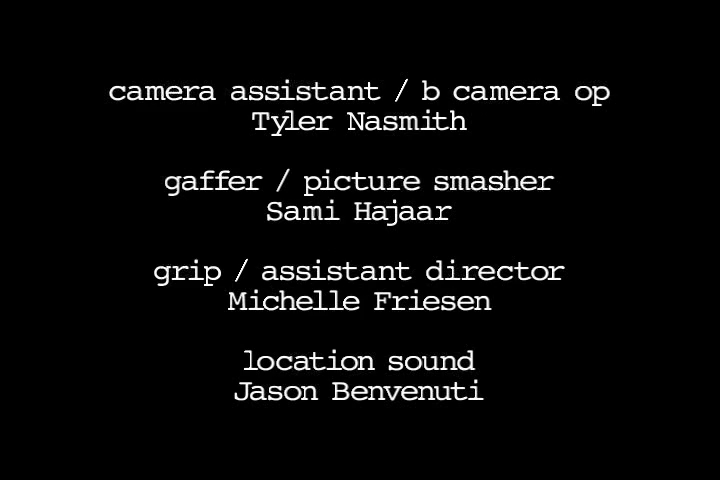 camera assistant / b camera op
Tyler Nasmith
gaffer / picture smasher
Sami Hajaar
grip / assistant director
Michelle Friesen
location sound
Jason Benvenuti